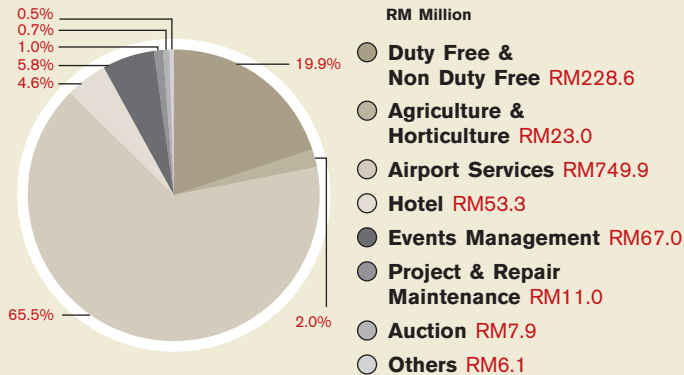 0.5%
0.7%
1.0%
5.8%
4.6%
19.9%
65.5%
2.0%
RM Million
Duty Free &
Non Duty Free RM228.6
Agriculture &
Horticulture RM23.0
Airport Services RM749.9
Hotel RM53.3
Events Management RM67.0
Project & Repair
Maintenance RM11.0
Auction RM7.9
Others RM6.1